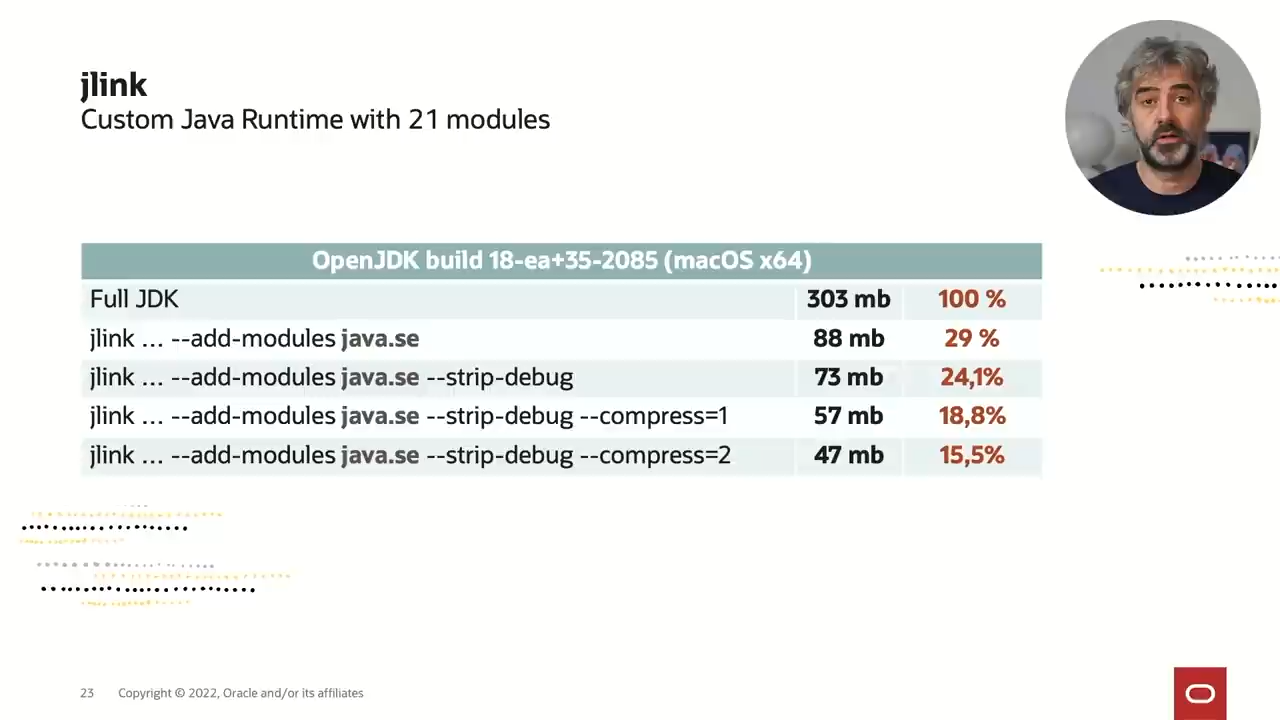 jlink
Custom Java Runtime with 21 modules
OpenJDK build 18-ea+35-2085 (macOS x64)
Full JDK 303 mb 100 %
jlink … --add-modules java.se 88 mb 29 %
jlink … --add-modules java.se --strip-debug 73 mb 24,1%
jlink … --add-modules java.se --strip-debug --compress=1 57 mb 18,8%
jlink … --add-modules java.se --strip-debug --compress=2 47 mb 15,5%
23 Copyright © 2022, Oracle and/or its affiliates